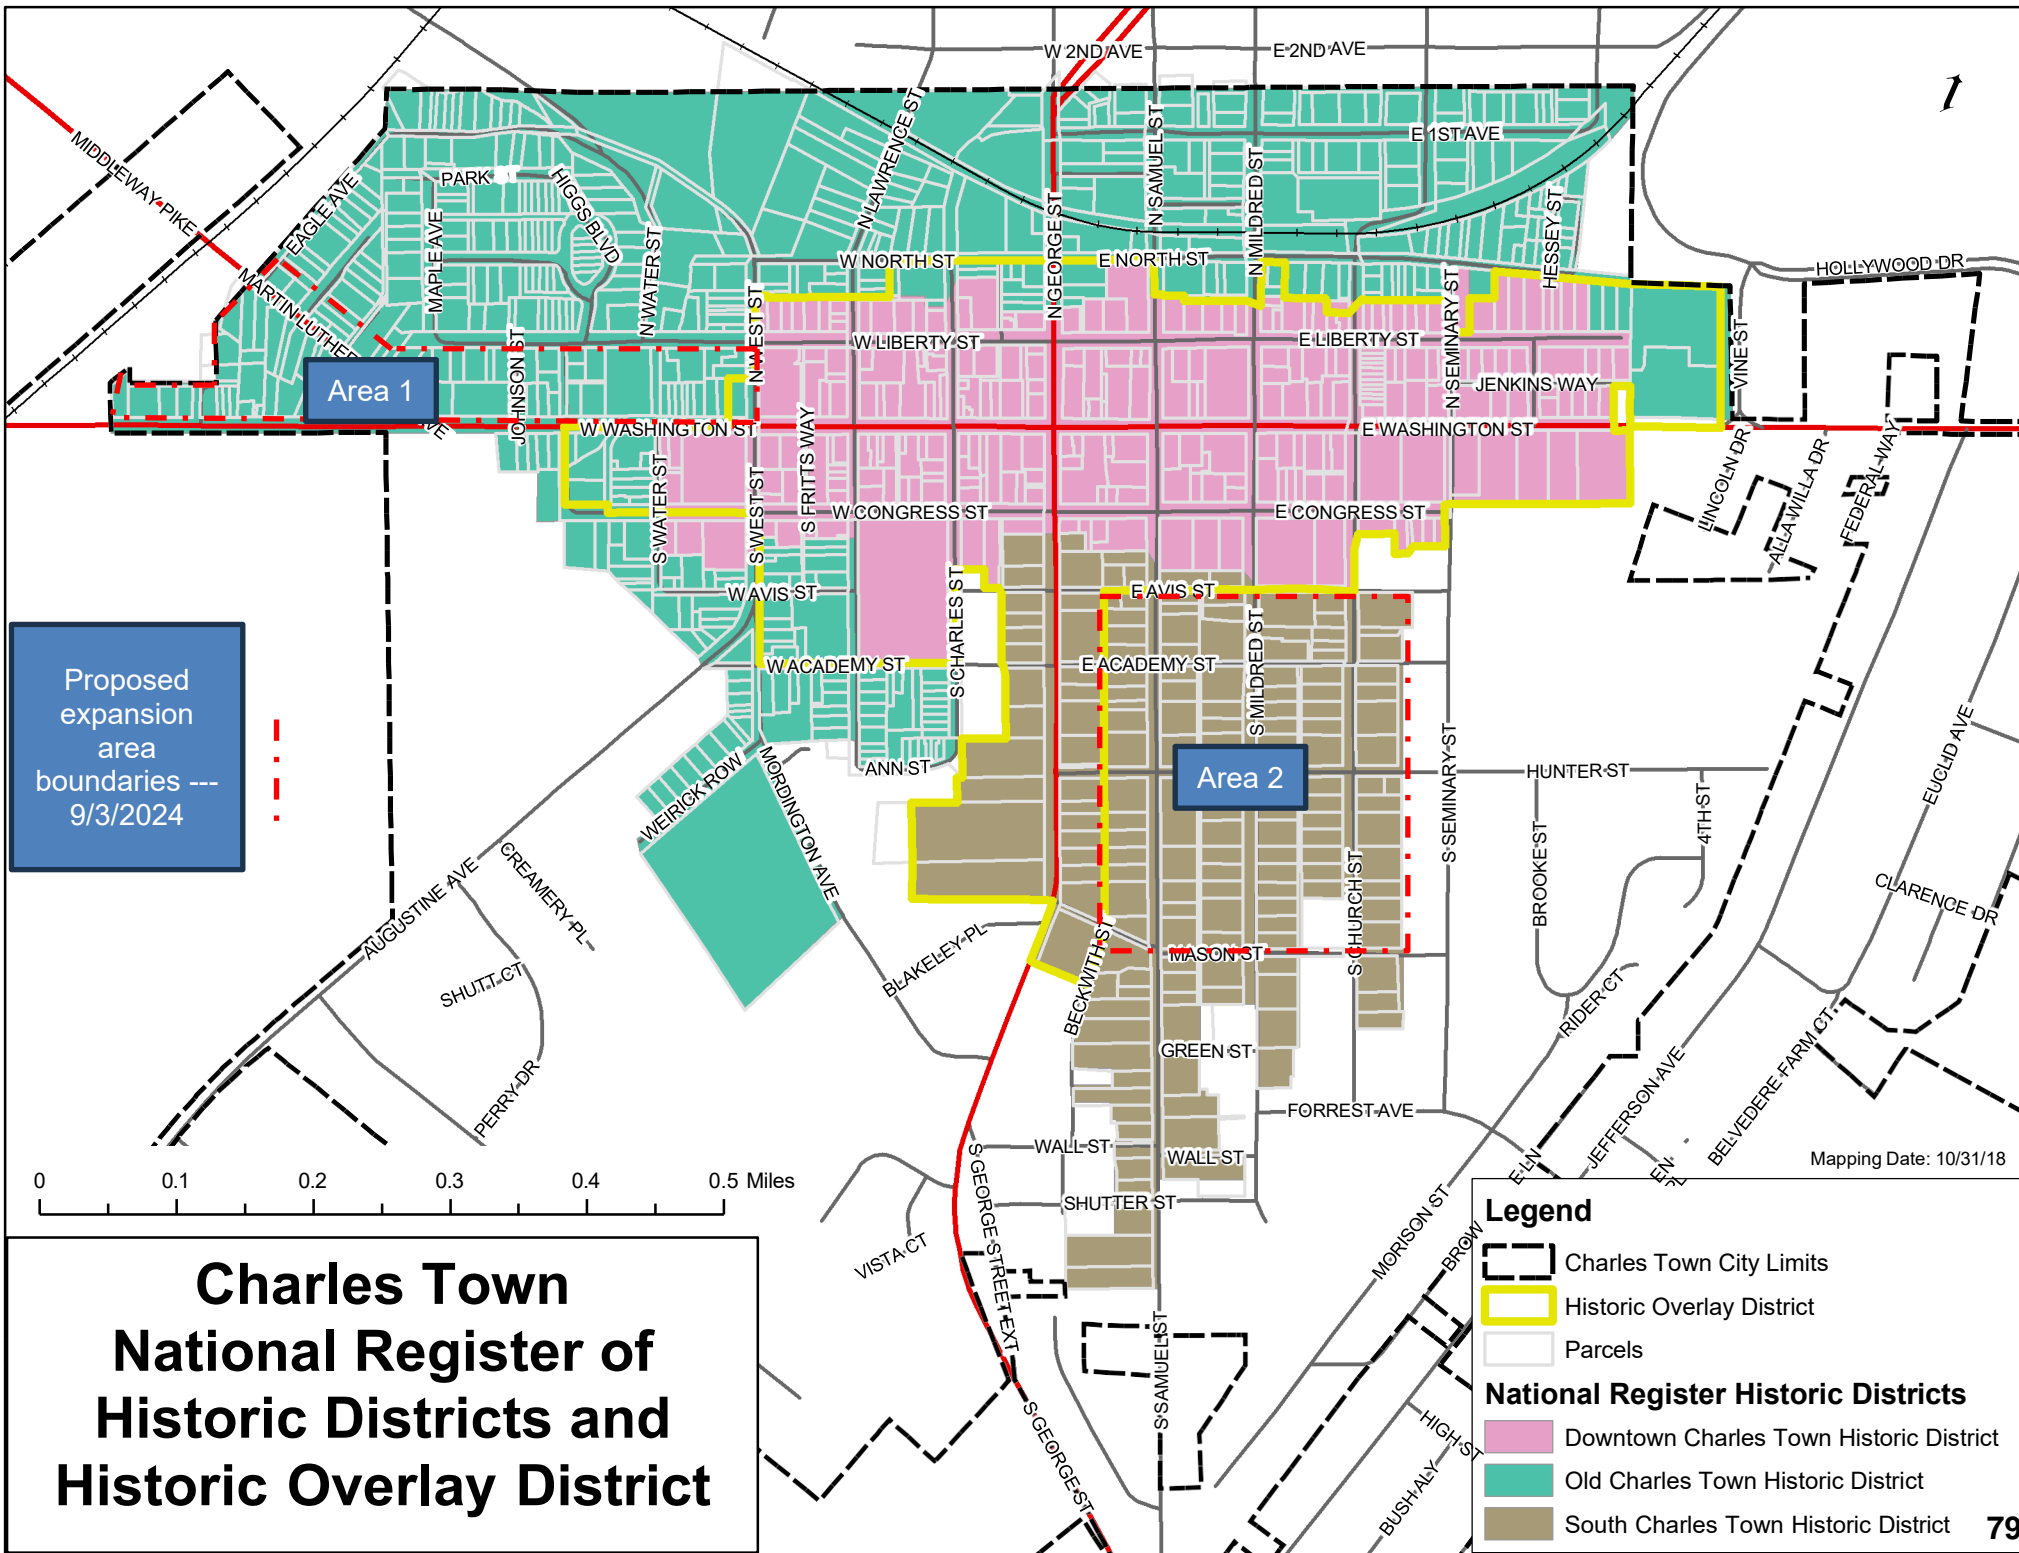 W 2ND AVE
E 2ND AVE
MIDDLEWAY PIKE
EAGLE AVE
PARK
HIGGS BLVD
MAPLE AVE
N WATER ST
N LAWRENCE ST
N GEORGE ST
N SAMUEL ST
N MILDRED ST
E 1ST AVE
HESSEY ST
W NORTH ST
E NORTH ST
HOLLYWOOD DR
MARTIN LUTHER
VE
Area 1
JOHNSON ST
N WEST ST
W LIBERTY ST
E LIBERTY ST
N SEMINARY ST
JENKINS WAY
VINE ST
W WASHINGTON ST
E WASHINGTON ST
S FRITTS WAY
S WATER ST
S WEST ST
W CONGRESS ST
E CONGRESS ST
LINCOLN DR
ALLA WILLA DR
FEDERAL WAY
W AVIS ST
E AVIS ST
S CHARLES ST
S MILDRED ST
W ACADEMY ST
E ACADEMY ST
Proposed
expansion
area
boundaries ---
9/3/2024
WEIRICK ROW
MORDINGTON AVE
ANN ST
Area 2
S SEMINARY ST
HUNTER ST
4TH ST
BROOKE ST
EUCLID AVE
CLARENCE DR
AUGUSTINE AVE
CREAMERY PL
SHUTT CT
PERRY DR
BLAKELEY PL
BECKWITH ST
MASON ST
S CHURCH ST
RIDER CT
GREEN ST
FORREST AVE
JEFFERSON AVE
BELVEDERE FARM CT
E LN
EN
WALL ST
WALL ST
SHUTTER ST
S GEORGE STREET EXT
VISTA CT
MORISON ST
BROW
S SAMUEL ST
S GEORGE ST
HIGH ST
BUSH ALY
0 0.1 0.2 0.3 0.4 0.5 Miles
Mapping Date: 10/31/18
Charles Town
National Register of
Historic Districts and
Historic Overlay District
Legend
Charles Town City Limits
Historic Overlay District
Parcels
National Register Historic Districts
Downtown Charles Town Historic District
Old Charles Town Historic District
South Charles Town Historic District
79